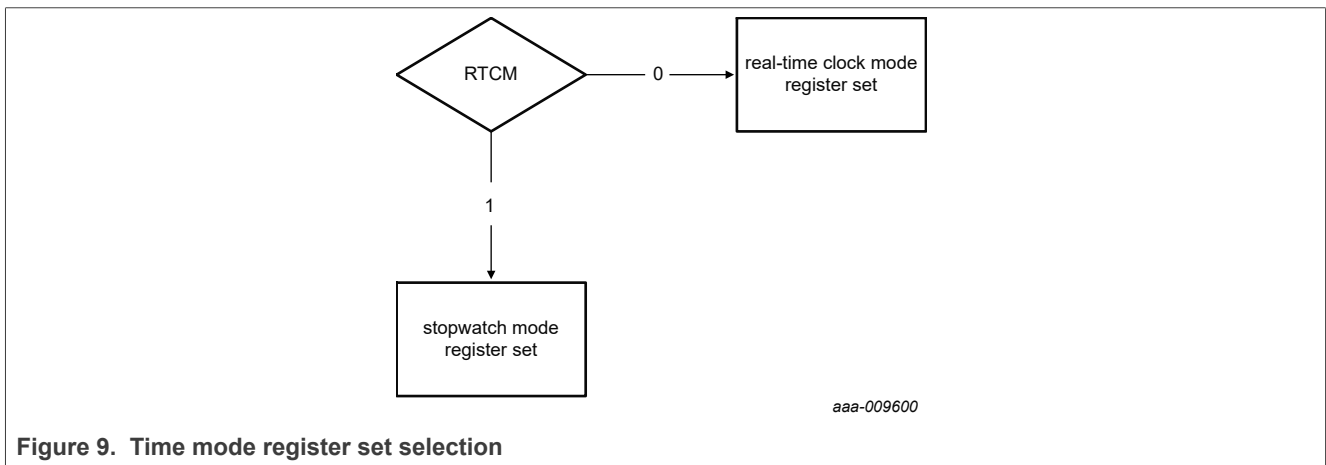 RTCM
0
real-time clock mode
register set
1
stopwatch mode
register set
aaa-009600
Figure 9. Time mode register set selection